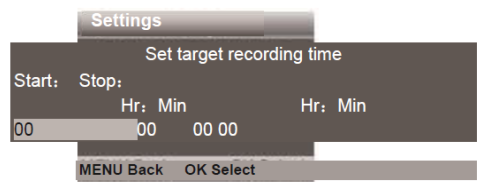 Settings
Set target recording time
Start: Stop:
Hr: Min Hr: Min
00 00 00 00
MENU Back OK Select